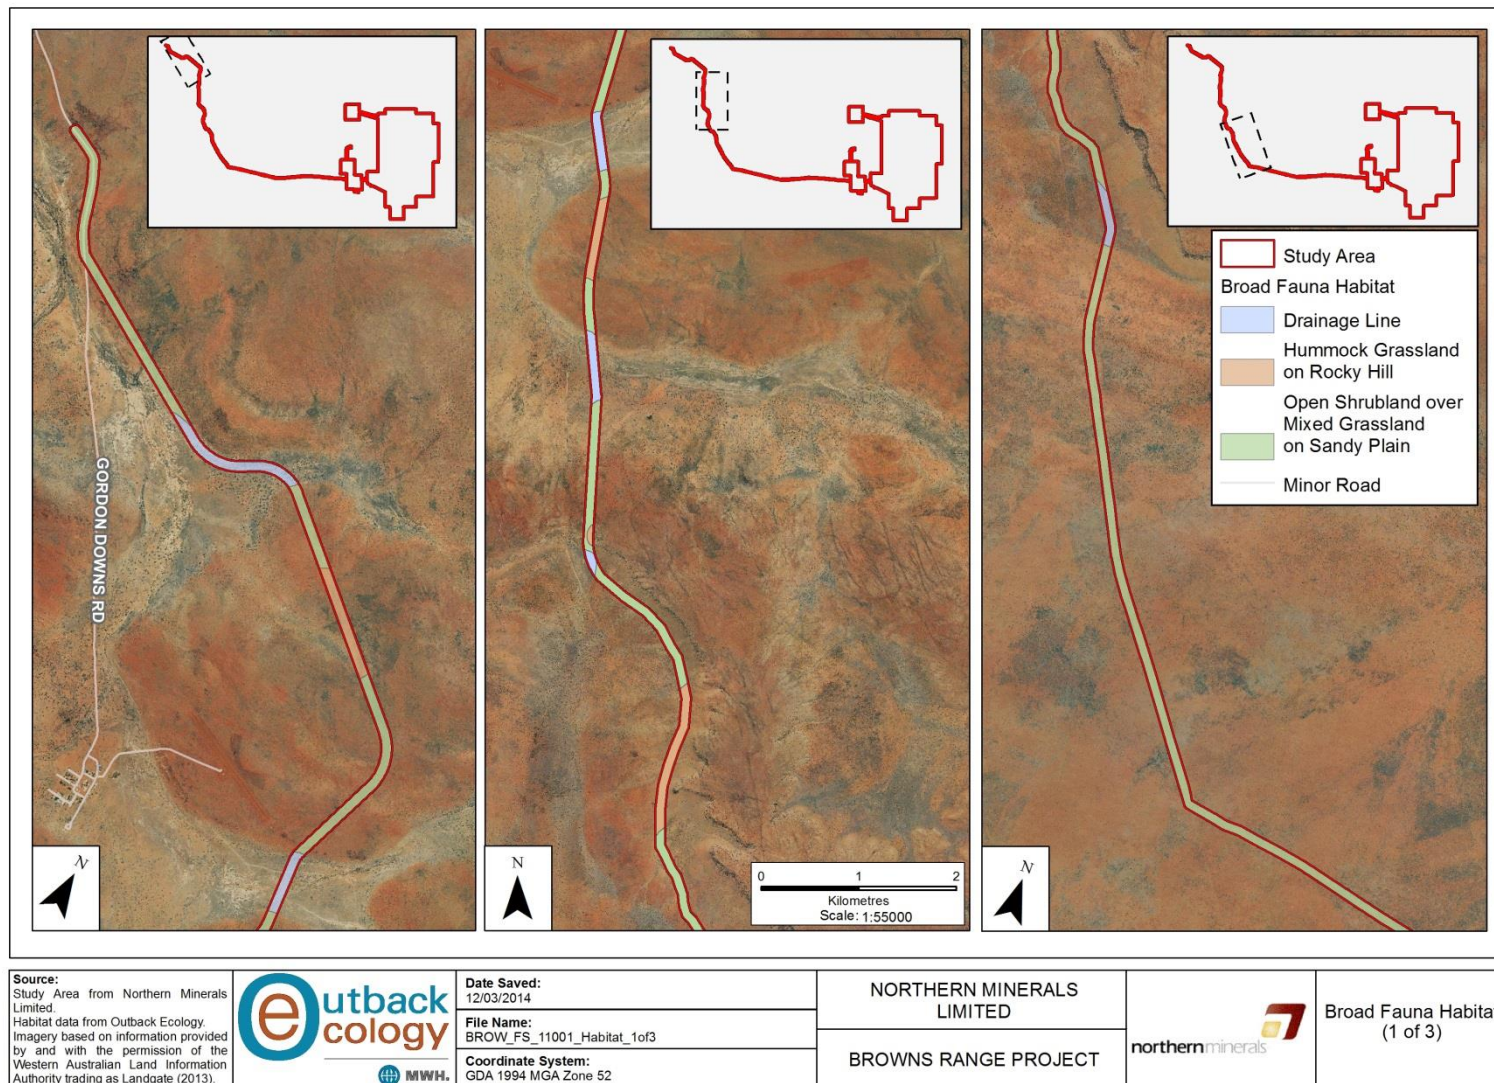 GORDON DOWNS RD
N
N
0 1 2
Kilometres
Scale: 1:55000
N
Study Area
Broad Fauna Habitat
Drainage Line
Hummock Grassland
on Rocky Hill
Open Shrubland over
Mixed Grassland
on Sandy Plain
Minor Road
Source:
Study Area from Northern Minerals
Limited.
Habitat data from Outback Ecology.
Imagery based on information provided
by and with the permission of the
Western Australian Land Information
Authority trading as Landgate (2013).
Outback
ecology
MWH.
Date Saved:
12/03/2014
File Name:
BROW_FS_11001_Habitat_1of3
Coordinate System:
GDA 1994 MGA Zone 52
NORTHERN MINERALS
LIMITED
BROWNS RANGE PROJECT
northernminerals
Broad Fauna Habitat
(1 of 3)